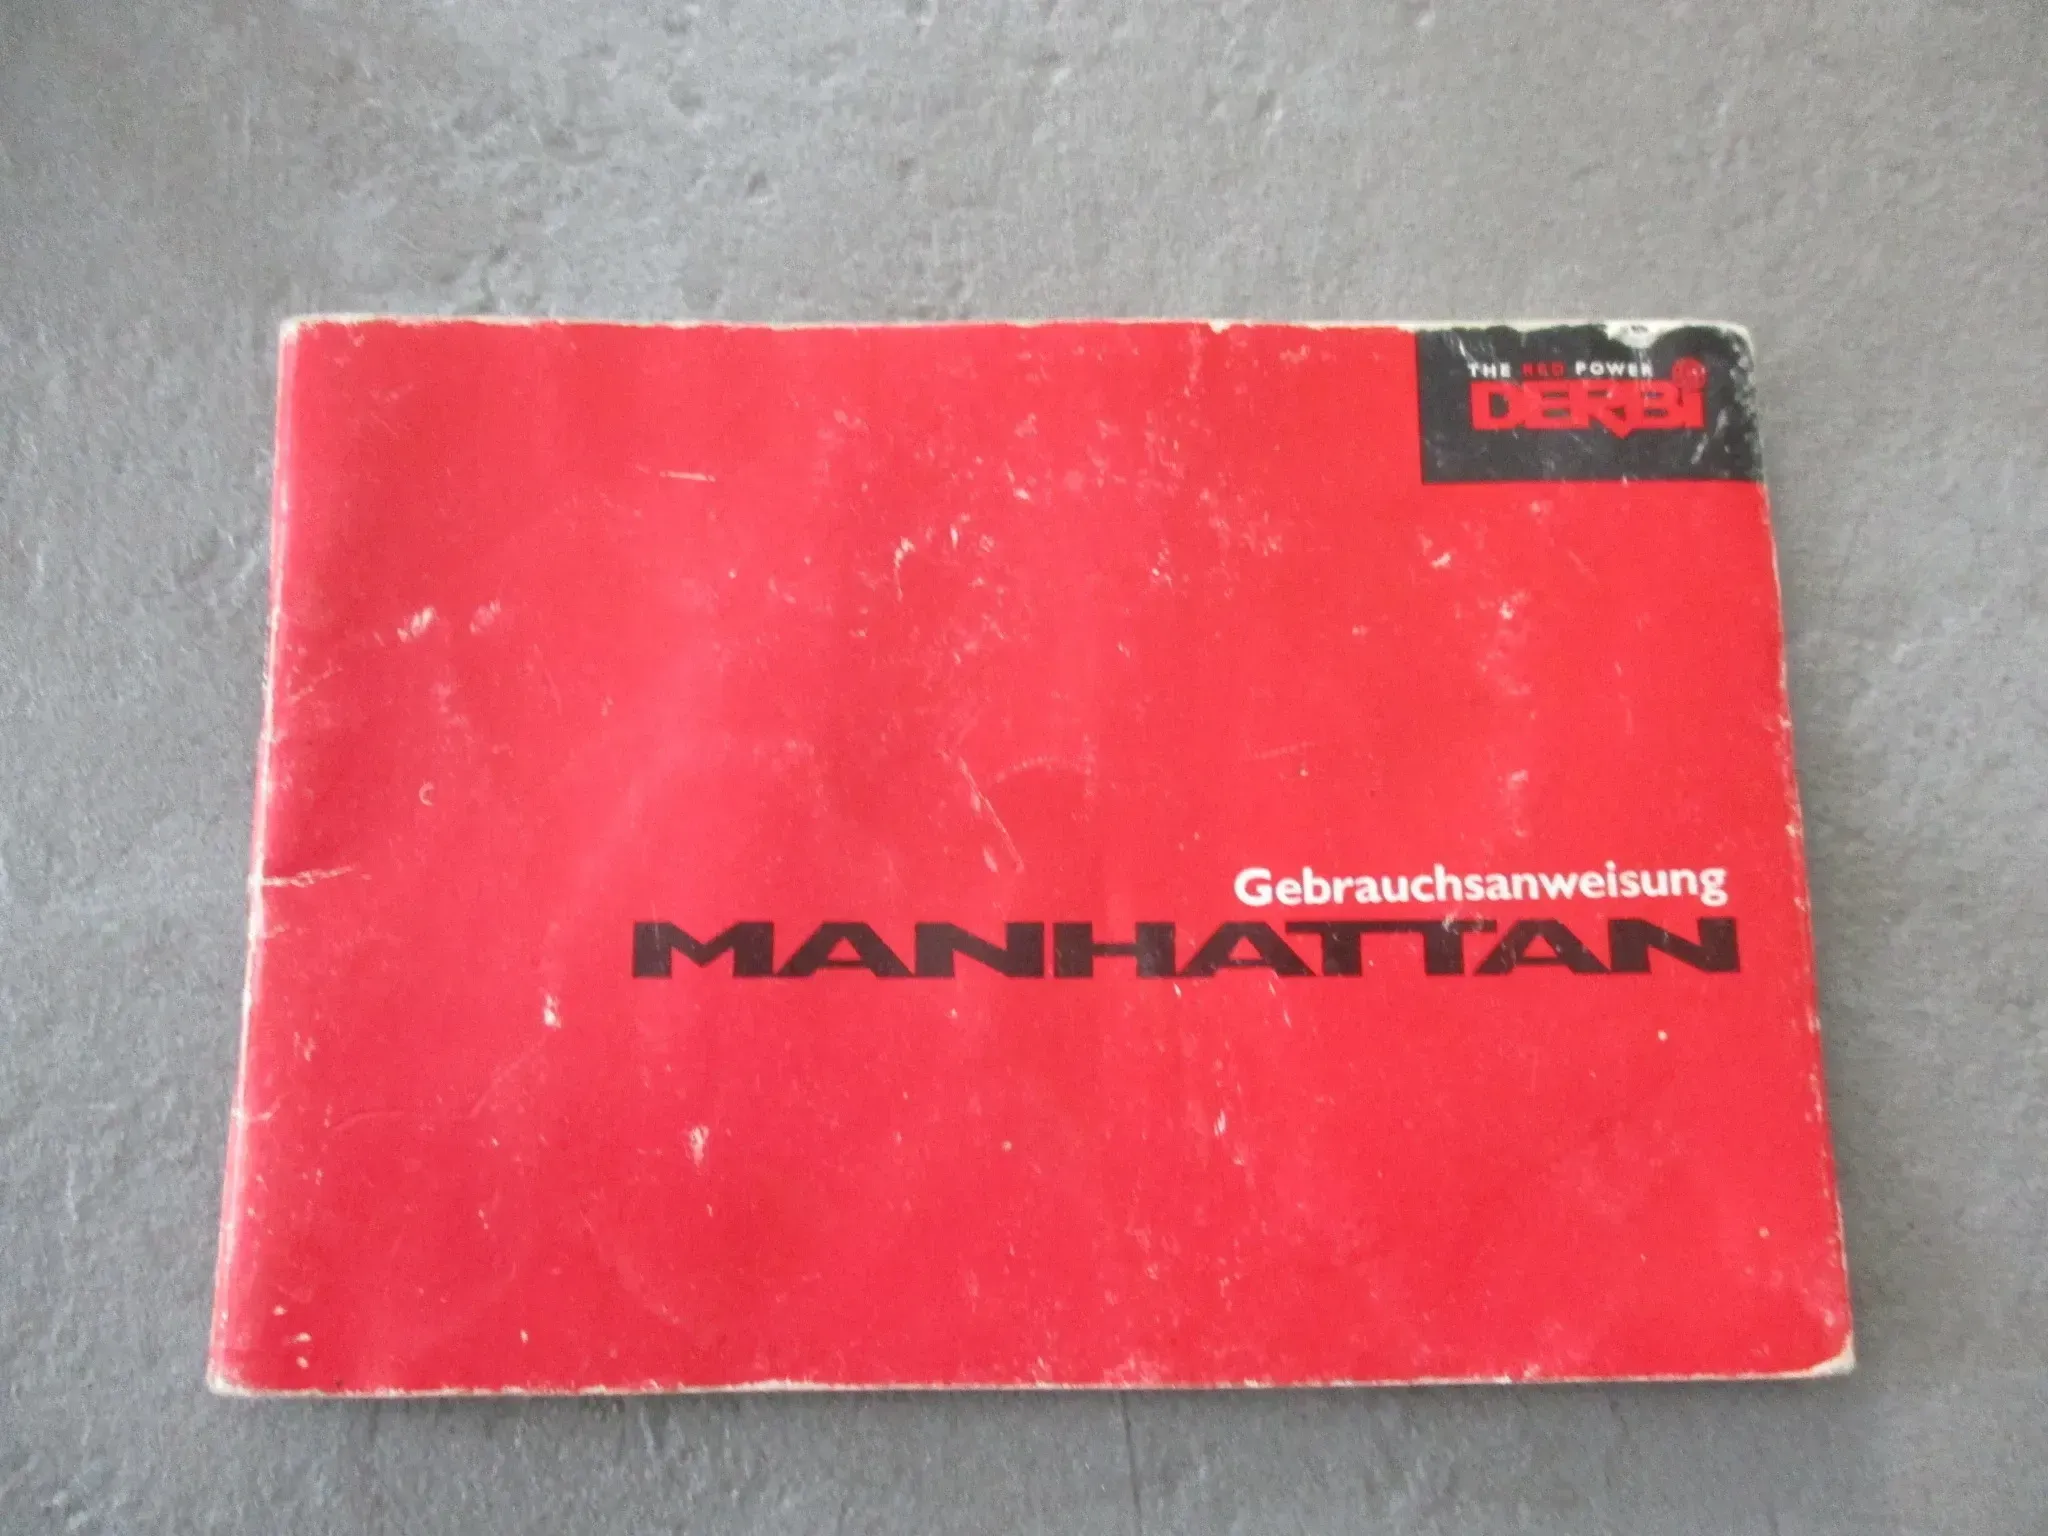 THE RED POWER
DERBi
Gebrauchsanweisung
MANHATTAN